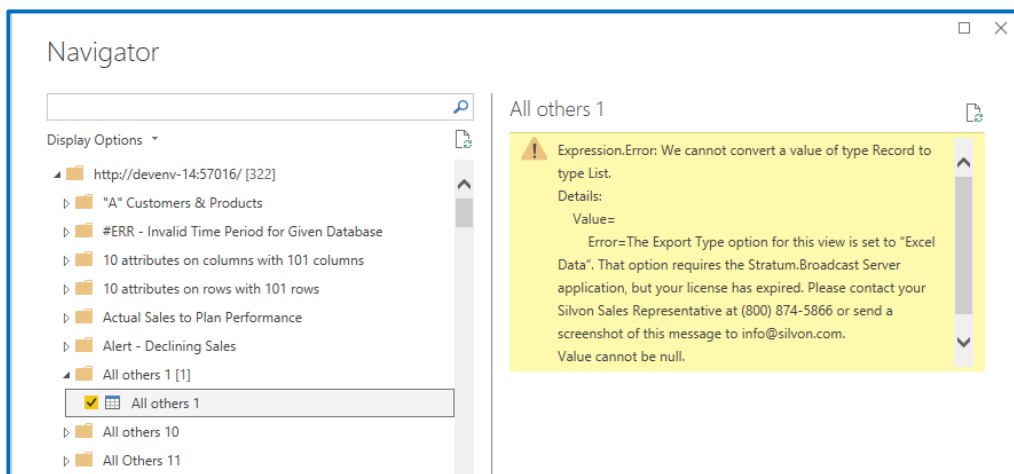 Navigator
Display Options
http://devenv-14:57016/ [322]
"A" Customers & Products
#ERR - Invalid Time Period for Given Database
10 attributes on columns with 101 columns
10 attributes on rows with 101 rows
Actual Sales to Plan Performance
Alert - Declining Sales
All others 1 [1]
All others 1
All others 10
All Others 11
All others 1
Expression.Error: We cannot convert a value of type Record to
type List.
Details:
Value=
Error=The Export Type option for this view is set to “Excel
Data”. That option requires the Stratum.Broadcast Server
application, but your license has expired. Please contact your
Silvon Sales Representative at (800) 874-5866 or send a
screenshot of this message to info@silvon.com.
Value cannot be null.